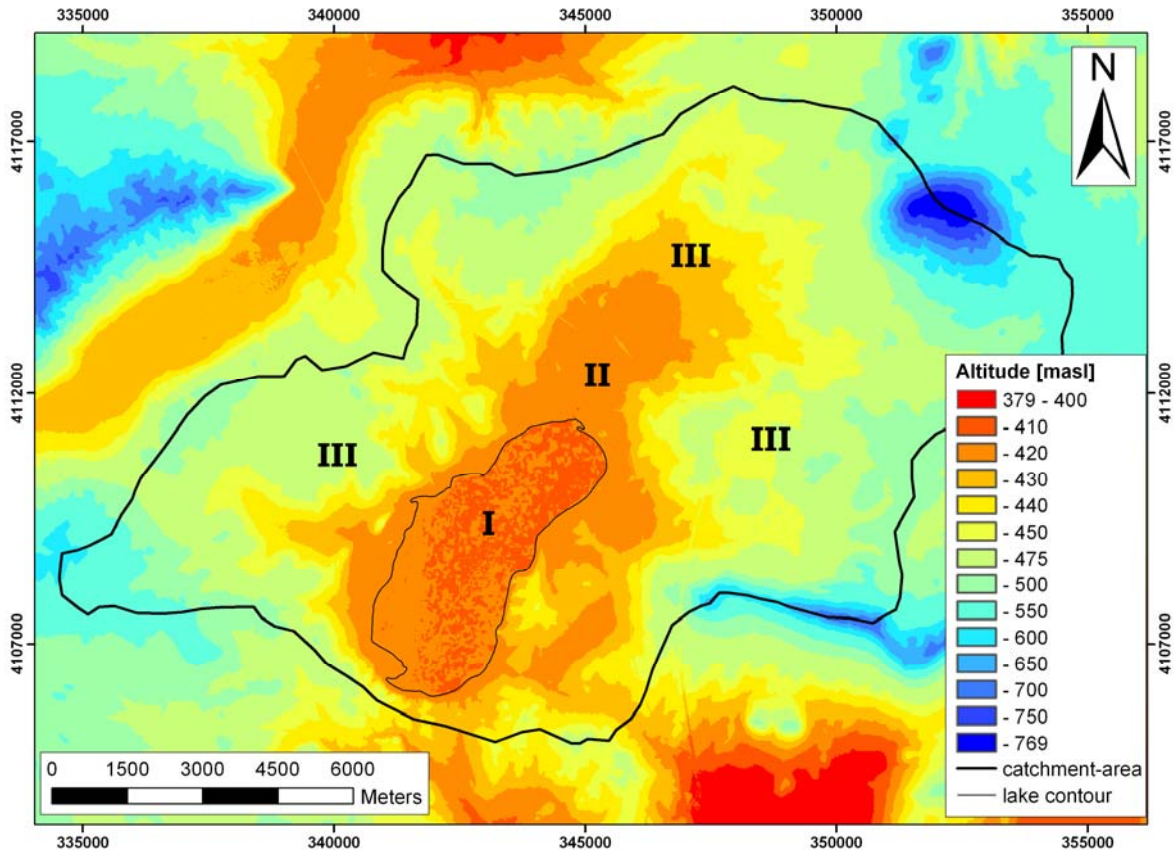 335000 340000 345000 350000 355000
N
4117000
4117000
III
II
4112000
4112000
III
III
I
4107000
4107000
Altitude [masl]
379 - 400
- 410
- 420
- 430
- 440
- 450
- 475
- 500
- 550
- 600
- 650
- 700
- 750
- 769
catchment-area
lake contour
0 1500 3000 4500 6000
Meters
335000 340000 345000 350000 355000